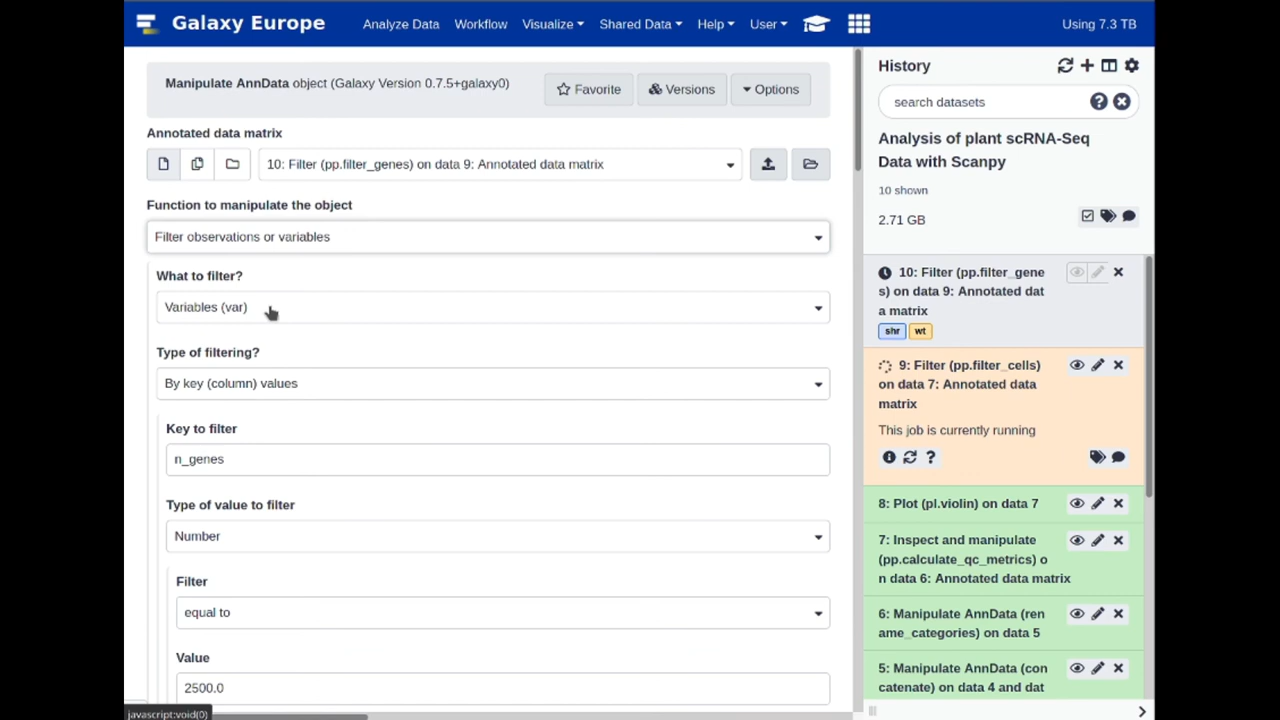 Galaxy Europe
Analyze Data Workflow Visualize Shared Data Help User Using 7.3 TB
Manipulate AnnData object (Galaxy Version 0.7.5+galaxy0)
Favorite Versions Options
Annotated data matrix
10: Filter (pp.filter_genes) on data 9: Annotated data matrix
Function to manipulate the object
Filter observations or variables
What to filter?
Variables (var)
Type of filtering?
By key (column) values
Key to filter
n_genes
Type of value to filter
Number
Filter
equal to
Value
2500.0
javascript:void(0)
History
search datasets
Analysis of plant scRNA-Seq
Data with Scanpy
10 shown
2.71 GB
10: Filter (pp.filter_gene
s) on data 9: Annotated dat
a matrix
shr wt
9: Filter (pp.filter_cells)
on data 7: Annotated data
matrix
This job is currently running
8: Plot (pl.violin) on data 7
7: Inspect and manipulate
(pp.calculate_qc_metrics) o
n data 6: Annotated data matrix
6: Manipulate AnnData (ren
ame_categories) on data 5
5: Manipulate AnnData (con
catenate) on data 4 and dat